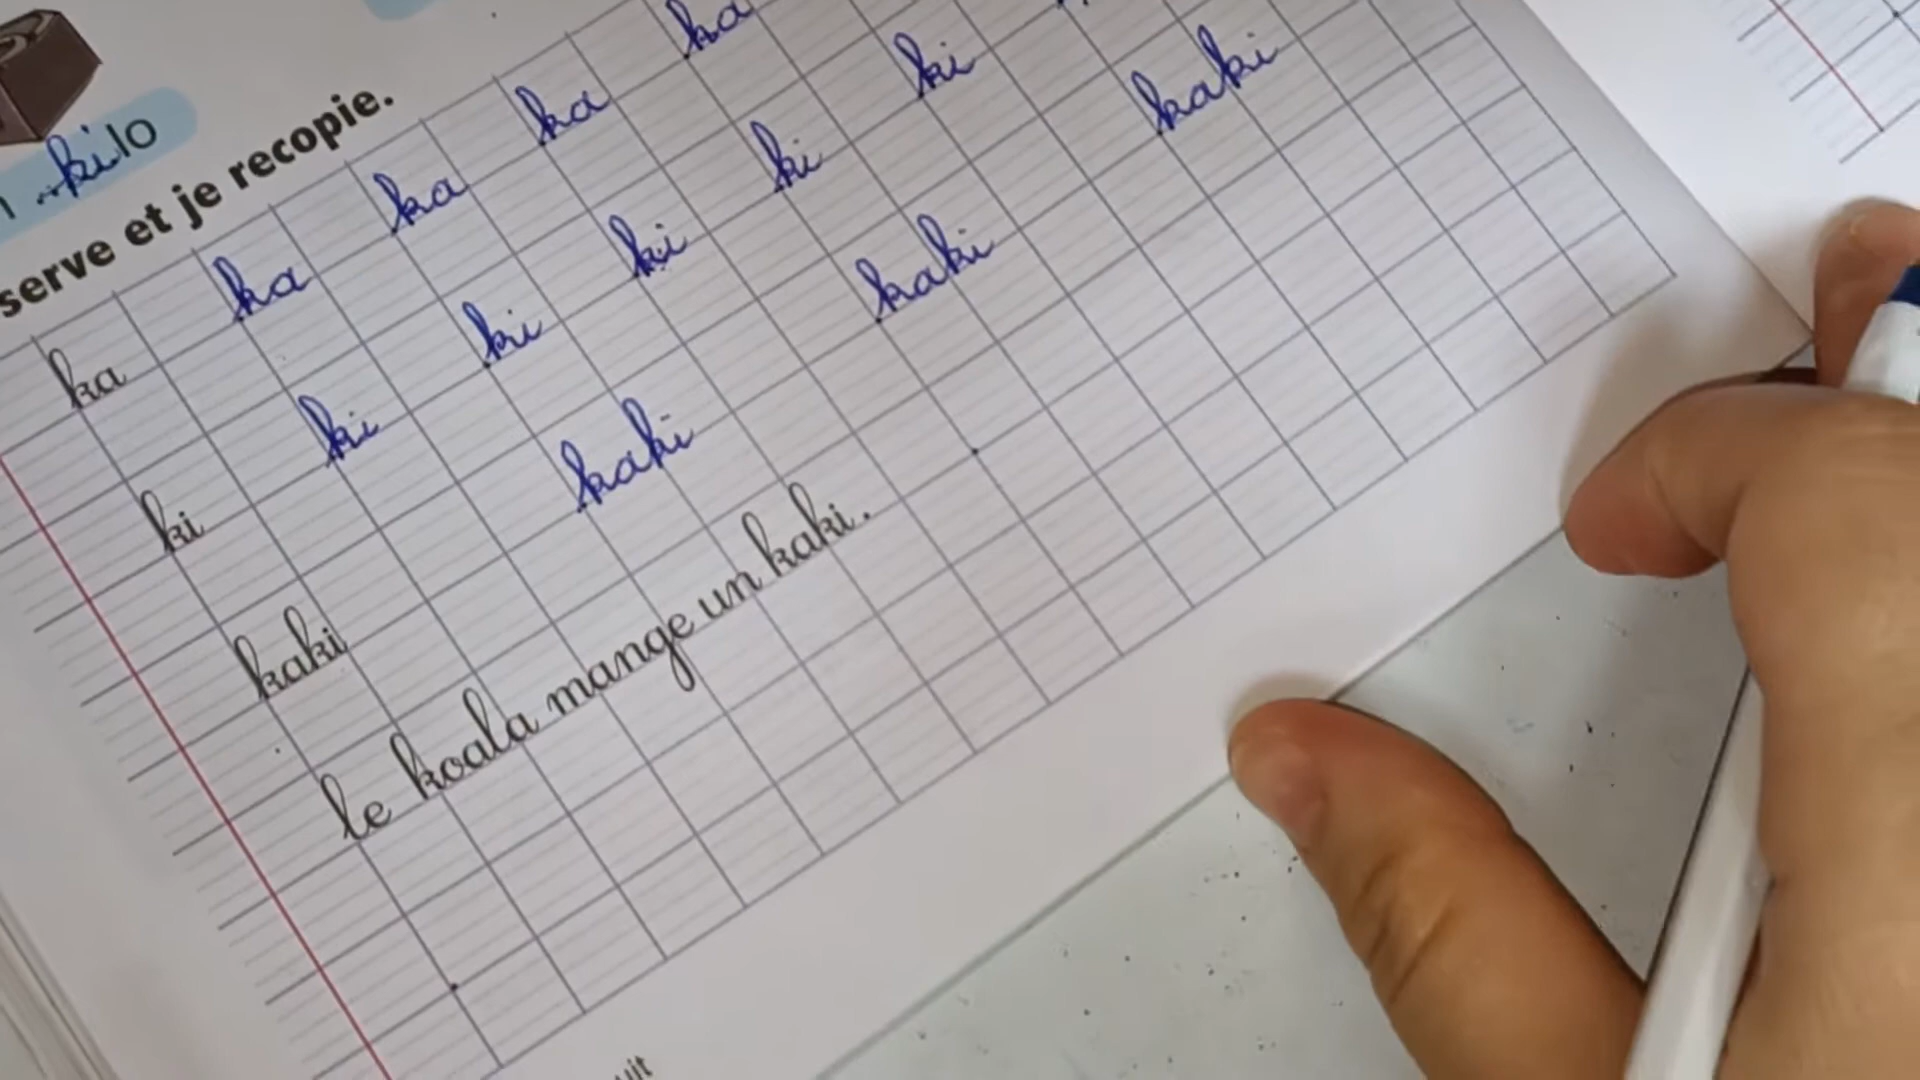 kilo
serve et je recopie.
ka ka ka ka ka
ki ki ki ki ki ki
kaki kaki kaki kaki
le koala mange un kaki.